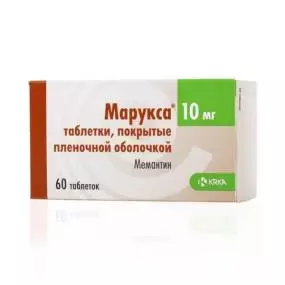 Марукса® 10 мг
таблетки, покрытые
пленочной оболочкой
Мемантин
60 таблеток
KRKA